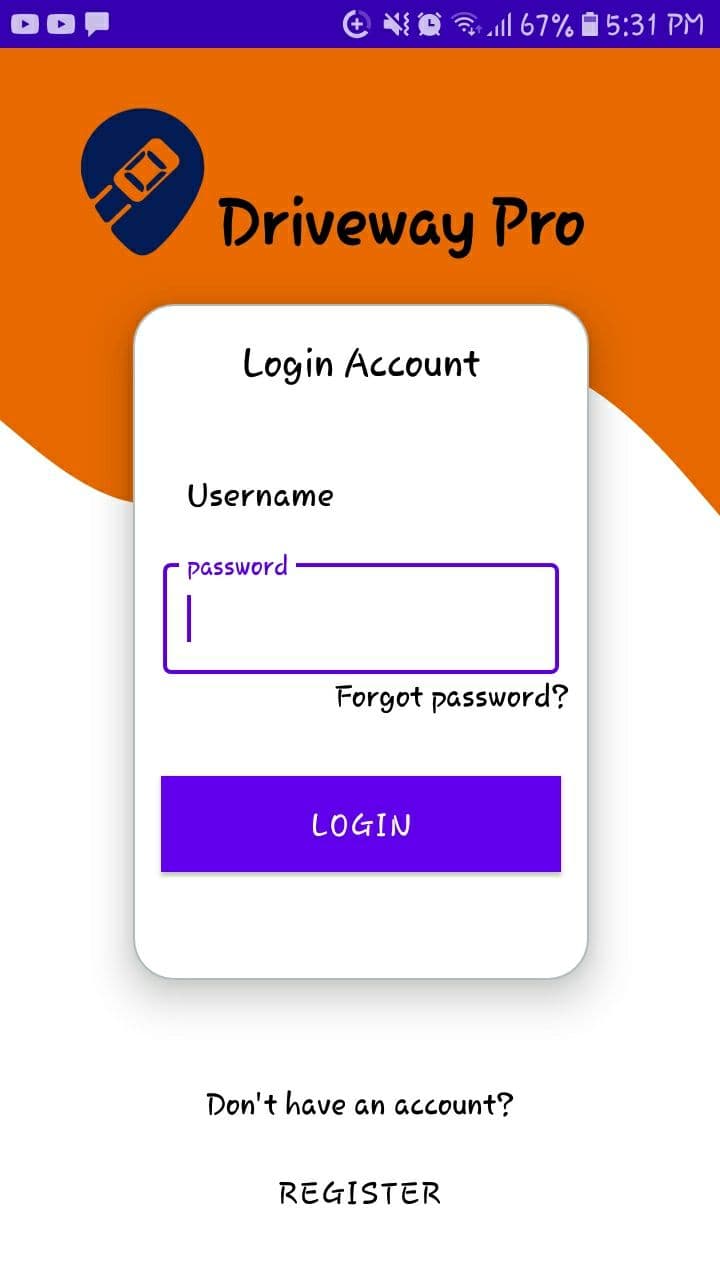 67% 5:31 PM
Driveway Pro
Login Account
Username
password
Forgot password?
LOGIN
Don't have an account?
REGISTER